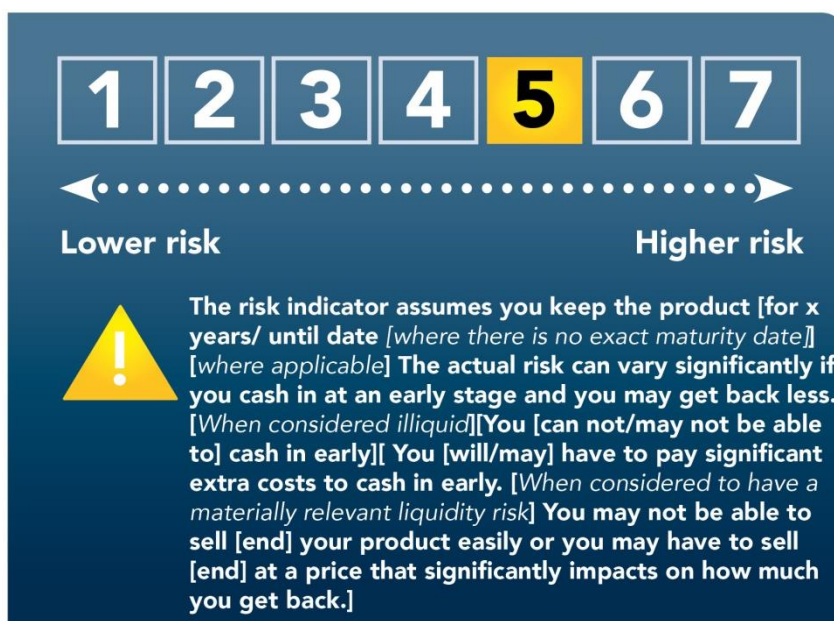 1 2 3 4 5 6 7
Lower risk Higher risk
!
The risk indicator assumes you keep the product [for x
years/ until date [where there is no exact maturity date]]
[where applicable] The actual risk can vary significantly if
you cash in at an early stage and you may get back less.
[When considered illiquid][You [can not/may not be able
to] cash in early][ You [will/may] have to pay significant
extra costs to cash in early. [When considered to have a
materially relevant liquidity risk] You may not be able to
sell [end] your product easily or you may have to sell
[end] at a price that significantly impacts on how much
you get back.]